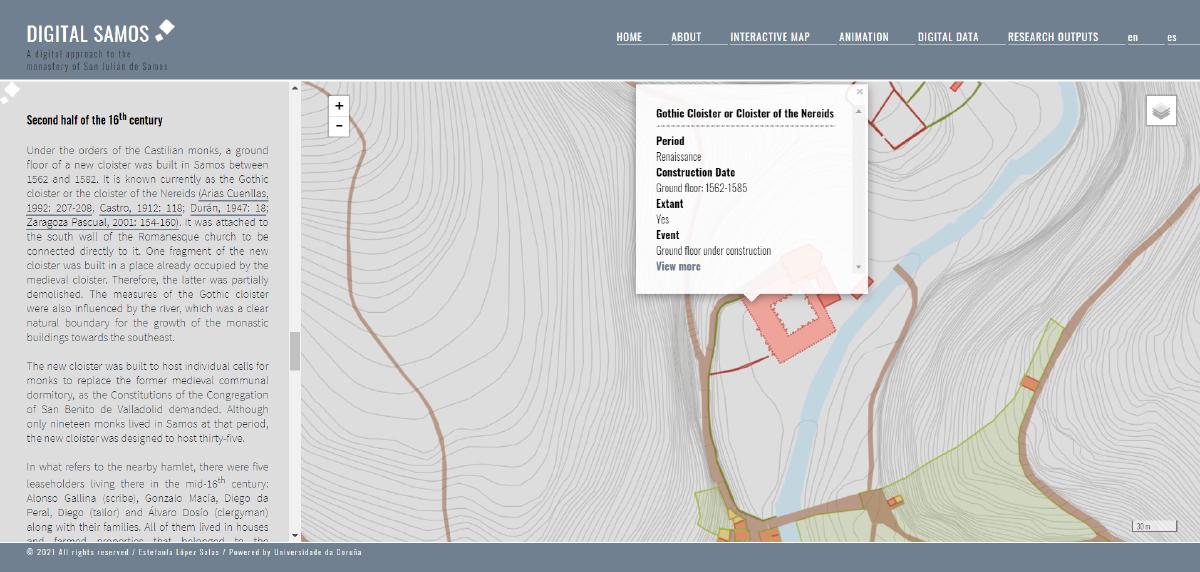 DIGITAL SAMOS
A digital approach to the
monastery of San Julián de Samos
HOME ABOUT INTERACTIVE MAP ANIMATION DIGITAL DATA RESEARCH OUTPUTS en es
Second half of the 16th century
Under the orders of the Castilian monks, a ground
floor of a new cloister was built in Samos between
1562 and 1582. It is known currently as the Gothic
cloister or the cloister of the Nereids (Arias Cuenllas,
1992: 207-208; Castro, 1912: 118; Durán, 1947: 18;
Zaragoza Pascual, 2001: 154-160). It was attached to
the south wall of the Romanesque church to be
connected directly to it. One fragment of the new
cloister was built in a place already occupied by the
medieval cloister. Therefore, the latter was partially
demolished. The measures of the Gothic cloister
were also influenced by the river, which was a clear
natural boundary for the growth of the monastic
buildings towards the southeast.
The new cloister was built to host individual cells for
monks to replace the former medieval communal
dormitory, as the Constitutions of the Congregation
of San Benito de Valladolid demanded. Although
only nineteen monks lived in Samos at that period,
the new cloister was designed to host thirty-five.
In what refers to the nearby hamlet, there were five
leaseholders living there in the mid-16th century:
Alonso Gallina (scribe), Gonzalo Macía, Diego da
Peral, Diego (tailor) and Álvaro Dosío (clergyman)
along with their families. All of them lived in houses
and farmed properties that belonged to the
+
−
Gothic Cloister or Cloister of the Nereids
×
Period
Renaissance
Construction Date
Ground floor: 1562-1585
Extant
Yes
Event
Ground floor under construction
View more
30 m
© 2021 All rights reserved / Estefanía López Salas / Powered by Universidade da Coruña